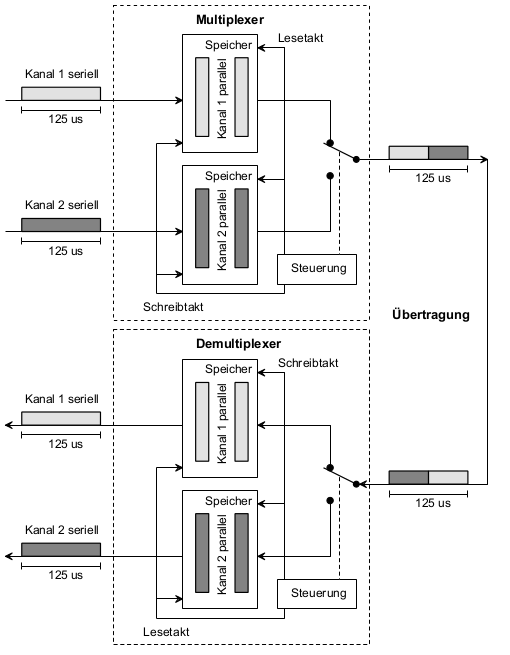 Multiplexer
Lesetakt
Speicher
Kanal 1 seriell
Kanal 1 parallel
125 us
125 us
Speicher
Kanal 2 seriell
Kanal 2 parallel
125 us
Steuerung
Schreibtakt
Übertragung
Demultiplexer
Schreibtakt
Speicher
Kanal 1 seriell
Kanal 1 parallel
125 us
Speicher
125 us
Kanal 2 seriell
Kanal 2 parallel
125 us
Steuerung
Lesetakt